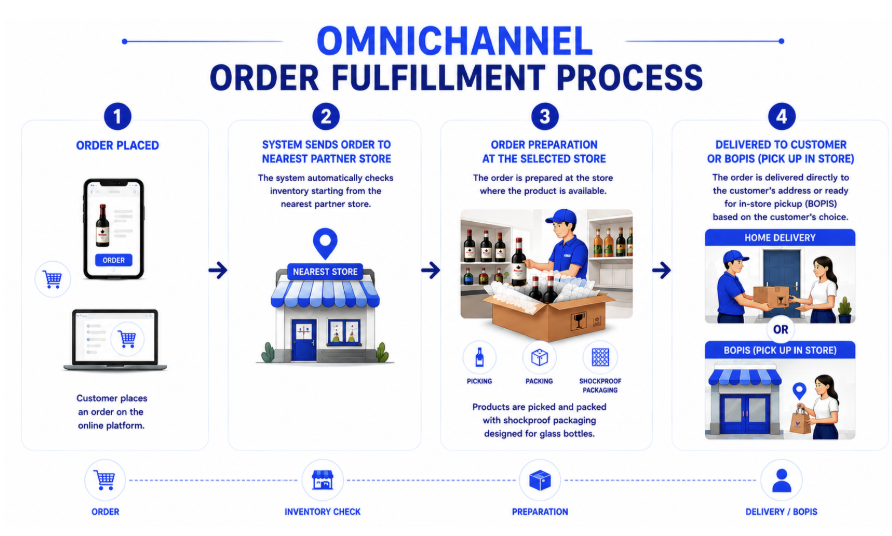 OMNICHANNEL
ORDER FULFILLMENT PROCESS
1
ORDER PLACED
ORDER
Customer places
an order on the
online platform.
2
SYSTEM SENDS ORDER TO
NEAREST PARTNER STORE
The system automatically checks
inventory starting from the
nearest partner store.
NEAREST STORE
3
ORDER PREPARATION
AT THE SELECTED STORE
The order is prepared at the store
where the product is available.
PICKING
PACKING
SHOCKPROOF
PACKAGING
Products are picked and packed
with shockproof packaging
designed for glass bottles.
4
DELIVERED TO CUSTOMER
OR BOPIS (PICK UP IN STORE)
The order is delivered directly to
the customer's address or ready
for in-store pickup (BOPIS)
based on the customer's choice.
HOME DELIVERY
OR
BOPIS (PICK UP IN STORE)
ORDER
INVENTORY CHECK
PREPARATION
DELIVERY / BOPIS